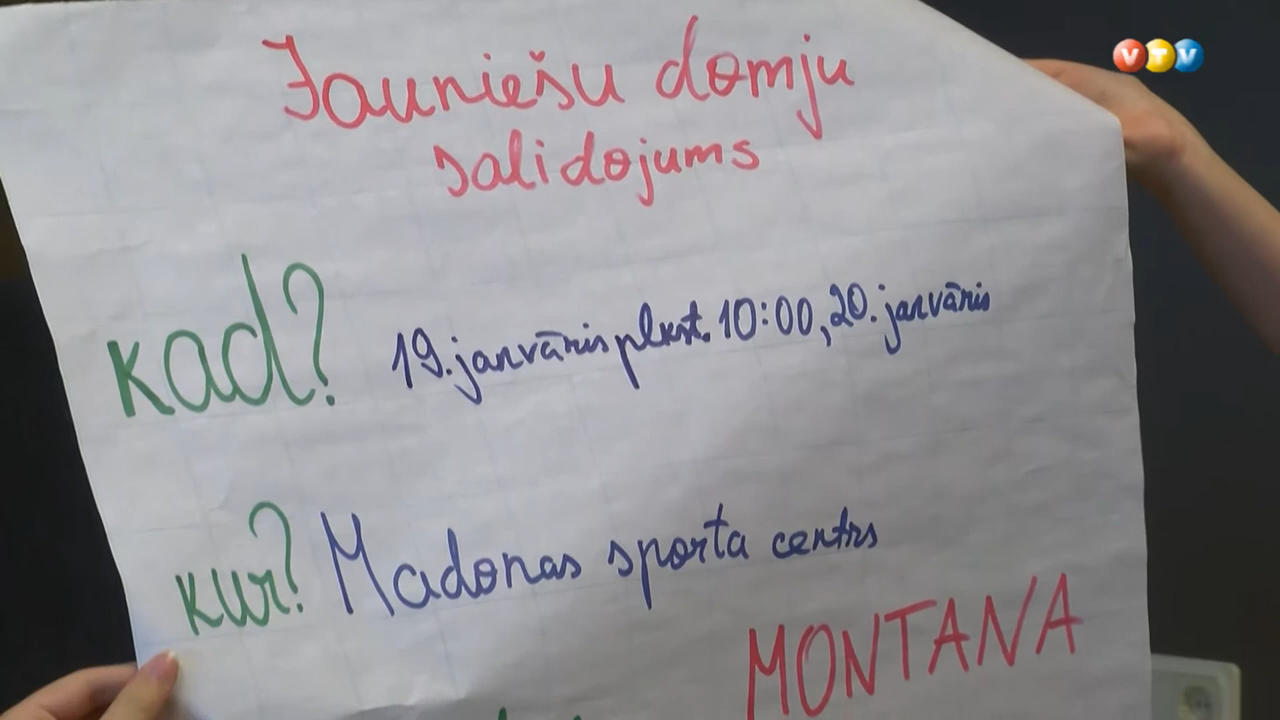 VTV
Jauniešu domju
salidojums
Kad? 19. janvāris plkst. 10:00, 20. janvāris
Kur? Madonas sporta centrs
MONTANA